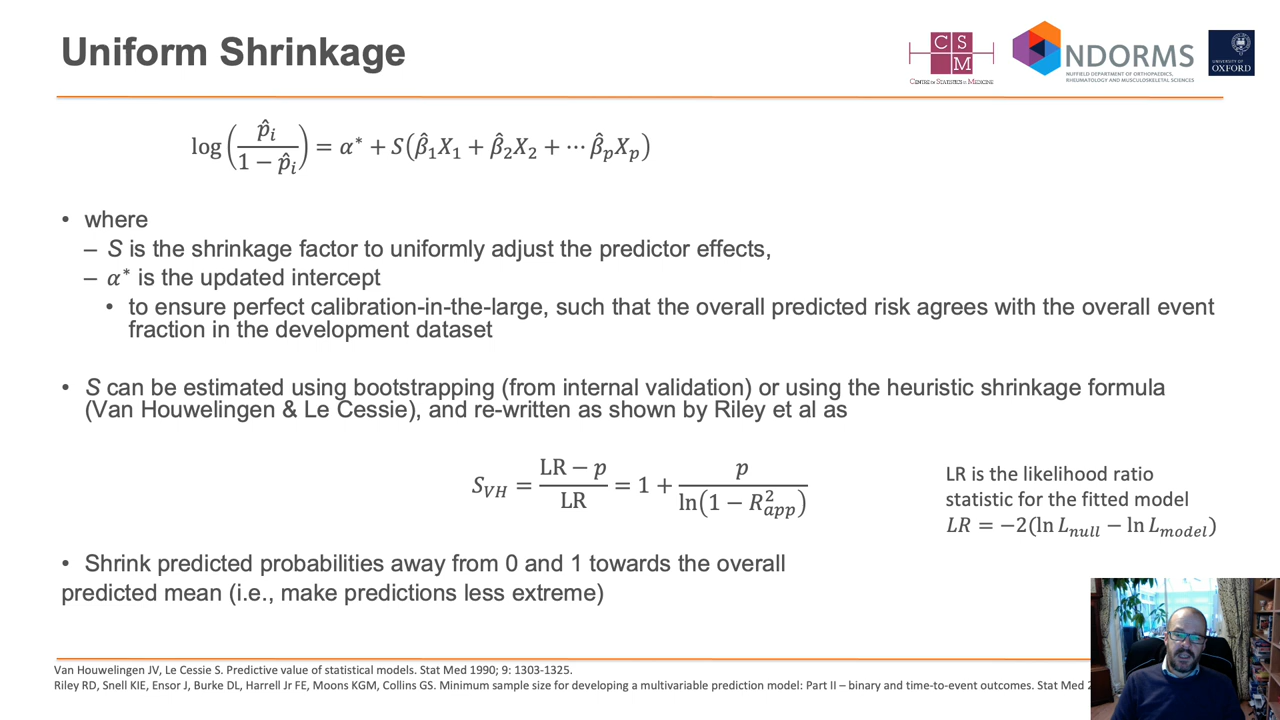 Uniform Shrinkage
C S M
CENTRE for STATISTICS in MEDICINE
NDORMS
NUFFIELD DEPARTMENT OF ORTHOPAEDICS,
RHEUMATOLOGY AND MUSCULOSKELETAL SCIENCES
UNIVERSITY OF
OXFORD
log(p̂ᵢ / (1 − p̂ᵢ)) = α* + S(β̂₁X₁ + β̂₂X₂ + ⋯ β̂ₚXₚ)
• where
– S is the shrinkage factor to uniformly adjust the predictor effects,
– α* is the updated intercept
• to ensure perfect calibration-in-the-large, such that the overall predicted risk agrees with the overall event
fraction in the development dataset
• S can be estimated using bootstrapping (from internal validation) or using the heuristic shrinkage formula
(Van Houwelingen & Le Cessie), and re-written as shown by Riley et al as
S_VH = (LR − p) / LR = 1 + p / ln(1 − R²_app)
LR is the likelihood ratio
statistic for the fitted model
LR = −2(ln L_null − ln L_model)
• Shrink predicted probabilities away from 0 and 1 towards the overall
predicted mean (i.e., make predictions less extreme)
Van Houwelingen JV, Le Cessie S. Predictive value of statistical models. Stat Med 1990; 9: 1303-1325.
Riley RD, Snell KIE, Ensor J, Burke DL, Harrell Jr FE, Moons KGM, Collins GS. Minimum sample size for developing a multivariable prediction model: Part II – binary and time-to-event outcomes. Stat Med